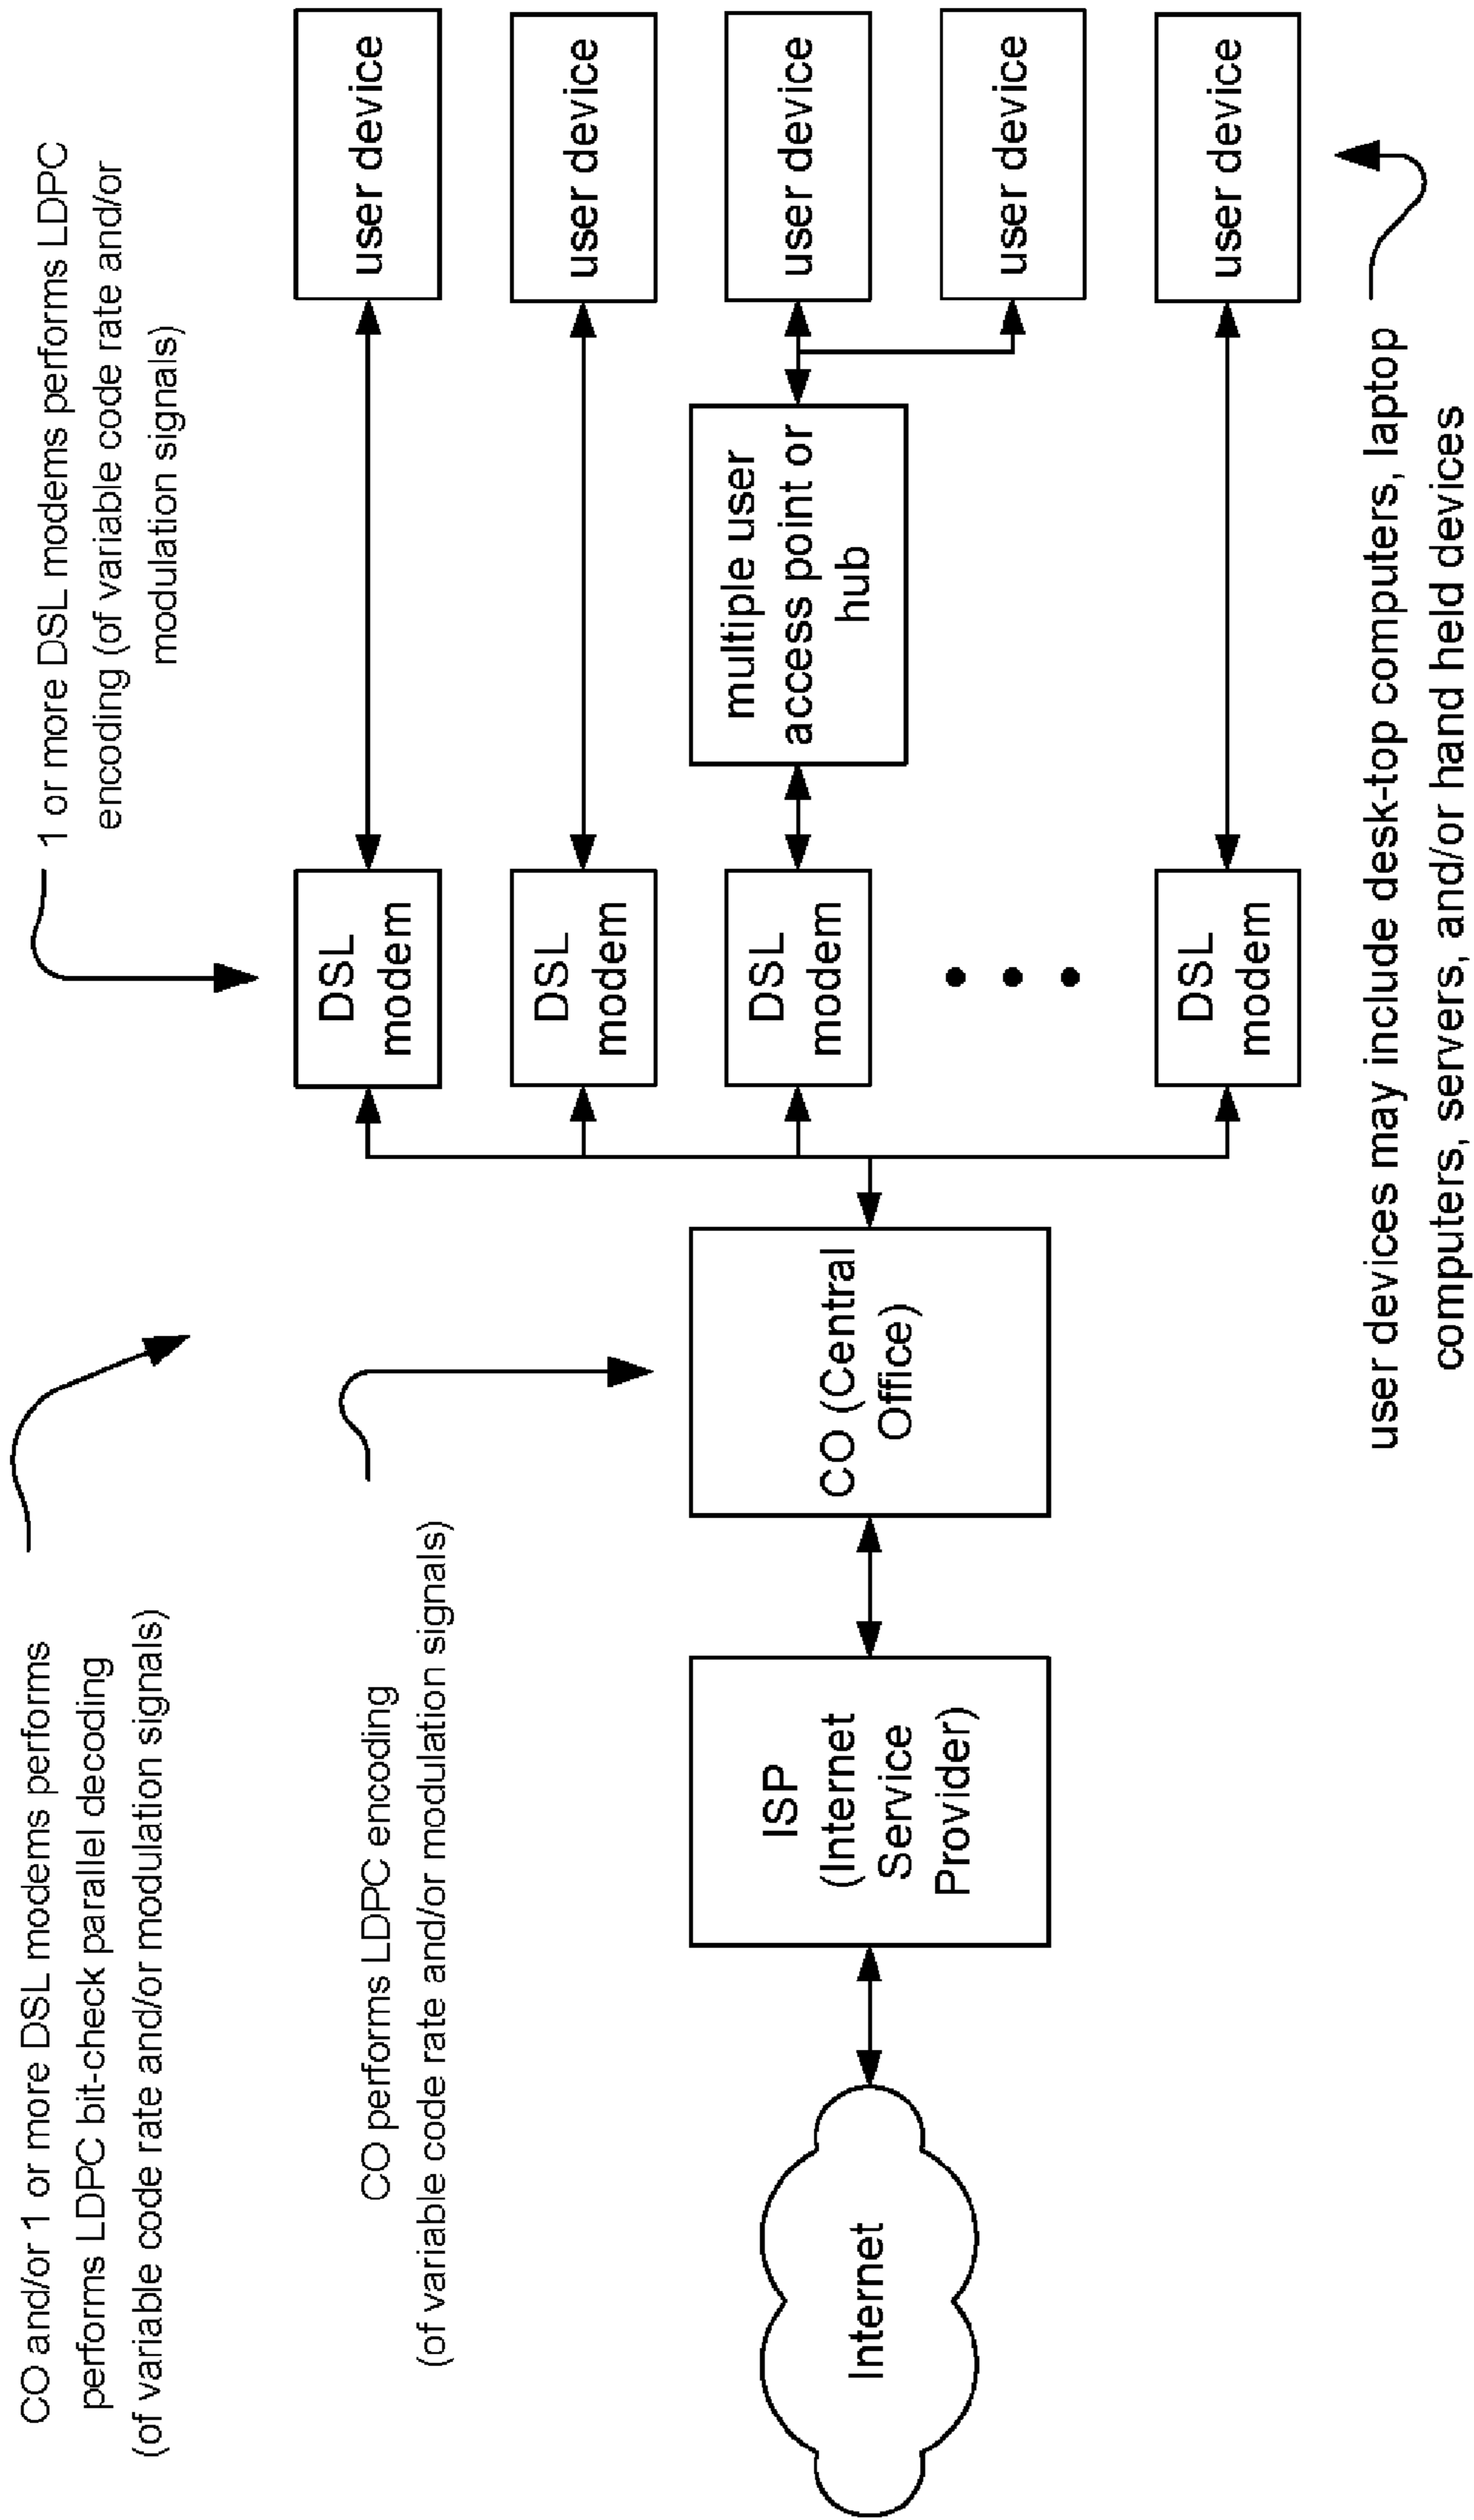 CO and/or 1 or more DSL modems performs
performs LDPC bit-check parallel decoding
(of variable code rate and/or modulation signals)
1 or more DSL modems performs LDPC
encoding (of variable code rate and/or
modulation signals)
CO performs LDPC encoding
(of variable code rate and/or modulation signals)
DSL
modem
user device
DSL
modem
user device
Internet
ISP
(Internet
Service
Provider)
CO (Central
Office)
DSL
modem
multiple user
access point or
hub
user device
user device
DSL
modem
user device
user devices may include desk-top computers, laptop
computers, servers, and/or hand held devices